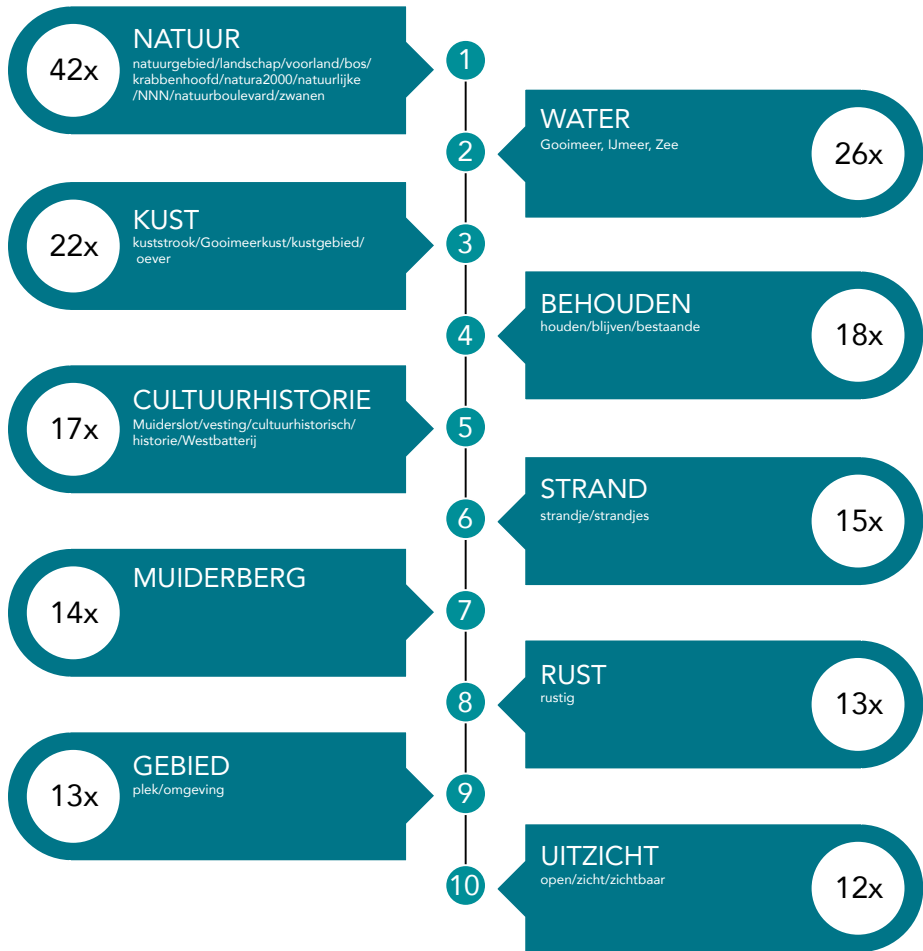 42x
NATUUR
natuurgebied/landschap/voorland/bos/
krabbenhoofd/natura2000/natuurlijke
/NNN/natuurboulevard/zwanen
1
2
WATER
Gooimeer, IJmeer, Zee
26x
22x
KUST
kuststrook/Gooimeerkust/kustgebied/
oever
3
4
BEHOUDEN
houden/blijven/bestaande
18x
17x
CULTUURHISTORIE
Muiderslot/vesting/cultuurhistorisch/
historie/Westbatterij
5
6
STRAND
strandje/strandjes
15x
14x
MUIDERBERG
7
8
RUST
rustig
13x
13x
GEBIED
plek/omgeving
9
10
UITZICHT
open/zicht/zichtbaar
12x